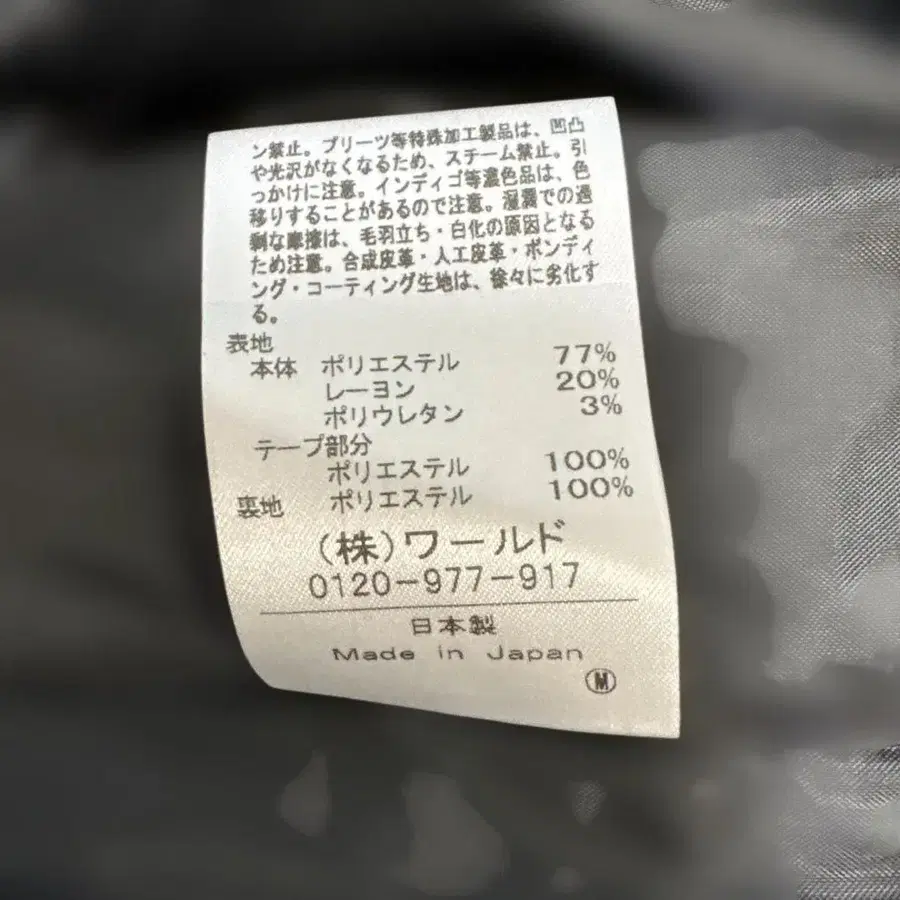 ン禁止。プリーツ等特殊加工製品は、凹凸
や光沢がなくなるため、スチーム禁止。引
っかけに注意。インディゴ等濃色品は、色
移りすることがあるので注意。湿潤での過
剰な摩擦は、毛羽立ち・白化の原因となる
ため注意。合成皮革・人工皮革・ボンディ
ング・コーティング生地は、徐々に劣化す
る。
表地
本体 ポリエステル 77%
レーヨン 20%
ポリウレタン 3%
テープ部分
ポリエステル 100%
裏地 ポリエステル 100%
(株)ワールド
0120-977-917
日本製
Made in Japan
M